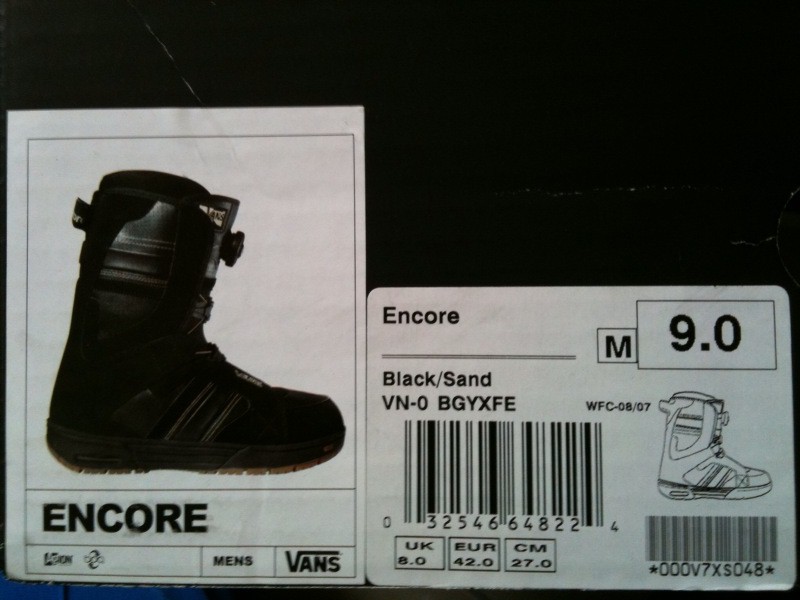 VANS
ENCORE
MENS
VANS
Encore
M 9.0
Black/Sand
VN-0 BGYXFE
WFC-08/07
0 32546 64822 4
UK EUR CM
8.0 42.0 27.0
*000V7XS048*